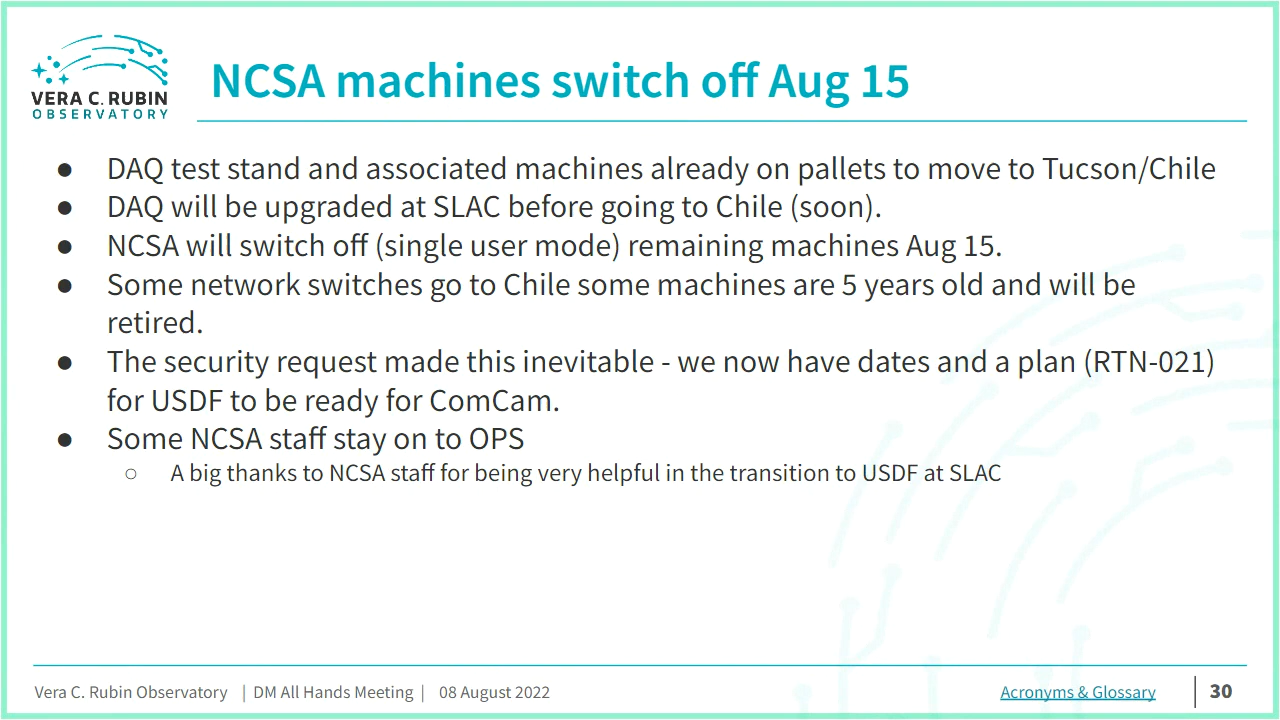 VERA C. RUBIN
OBSERVATORY
NCSA machines switch off Aug 15
● DAQ test stand and associated machines already on pallets to move to Tucson/Chile
● DAQ will be upgraded at SLAC before going to Chile (soon).
● NCSA will switch off (single user mode) remaining machines Aug 15.
● Some network switches go to Chile some machines are 5 years old and will be
retired.
● The security request made this inevitable - we now have dates and a plan (RTN-021)
for USDF to be ready for ComCam.
● Some NCSA staff stay on to OPS
○ A big thanks to NCSA staff for being very helpful in the transition to USDF at SLAC
Vera C. Rubin Observatory | DM All Hands Meeting | 08 August 2022
Acronyms & Glossary | 30